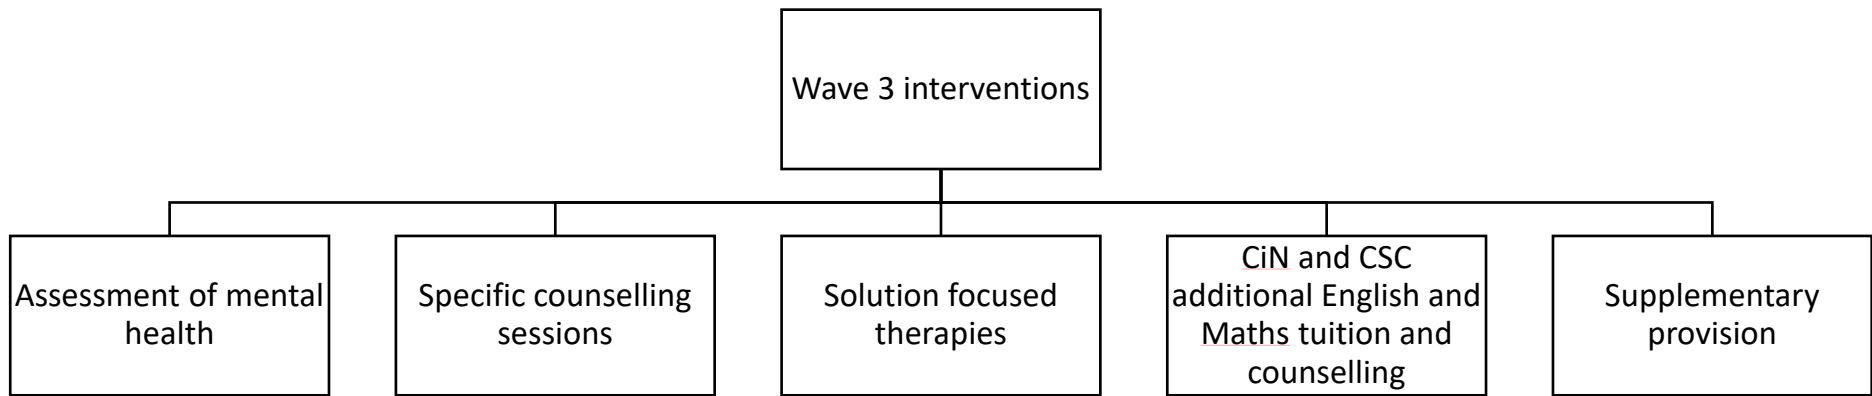 Wave 3 interventions
Assessment of mental
health
Specific counselling
sessions
Solution focused
therapies
CiN and CSC
additional English and
Maths tuition and
counselling
Supplementary
provision